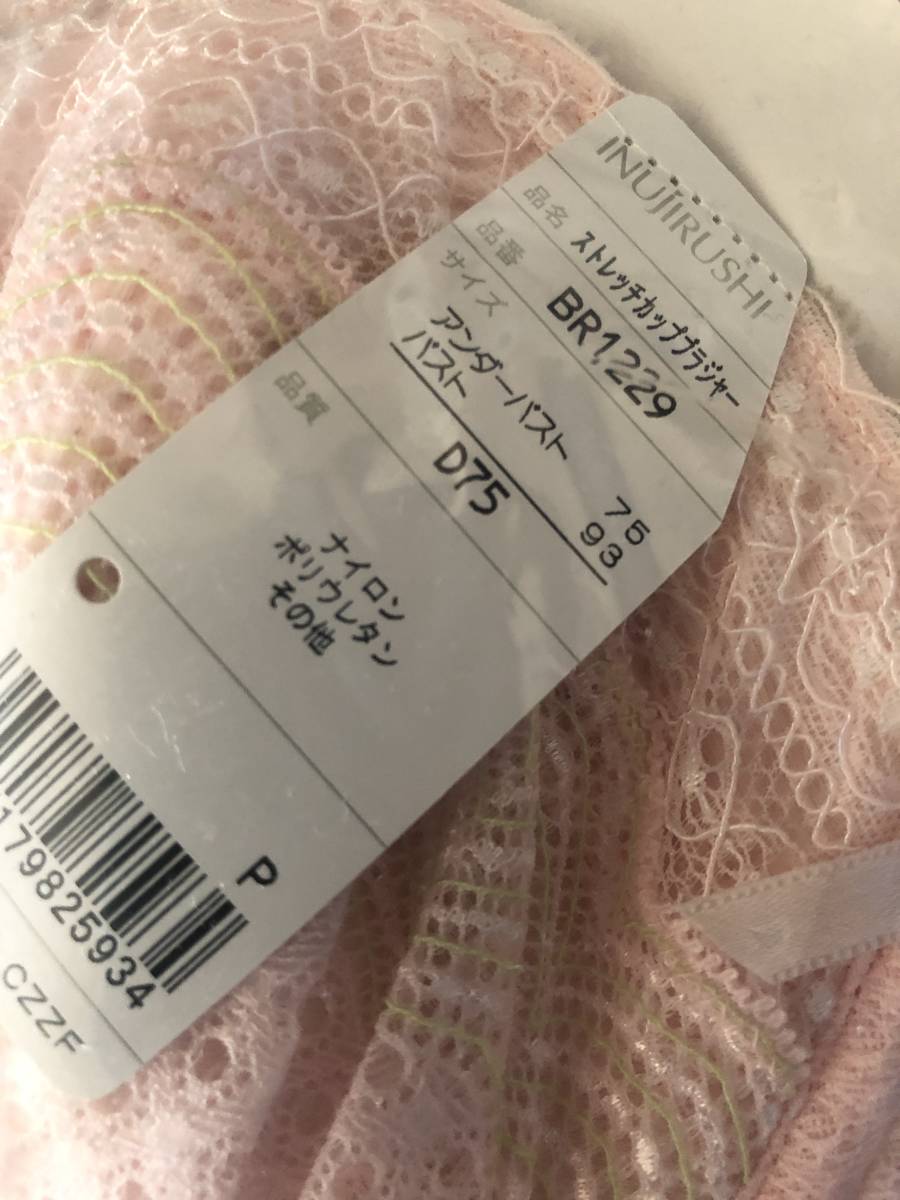 INUJIRUSHI
品名 ストレッチカップブラジャー
品番 BR1229
サイズ アンダーバスト 75
バスト 93
D75
品質 ナイロン
ポリウレタン
その他
P
179825934
CZZF